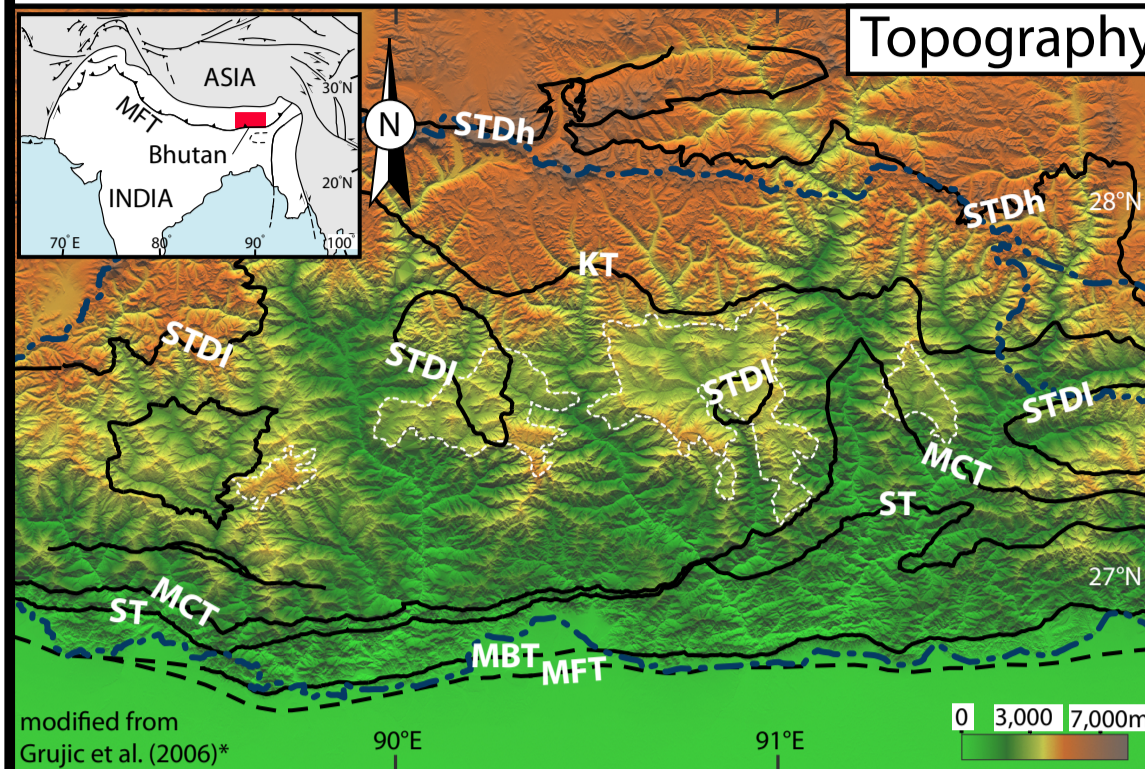 Topography
ASIA
30°N
MFT
Bhutan
20°N
INDIA
70°E
80°
90°
100°
N
STDh
STDh
28°N
KT
STDl
STDl
STDl
STDl
MCT
ST
27°N
MCT
ST
MBT
MFT
modified from
Grujic et al. (2006)*
90°E
91°E
0 3,000 7,000m